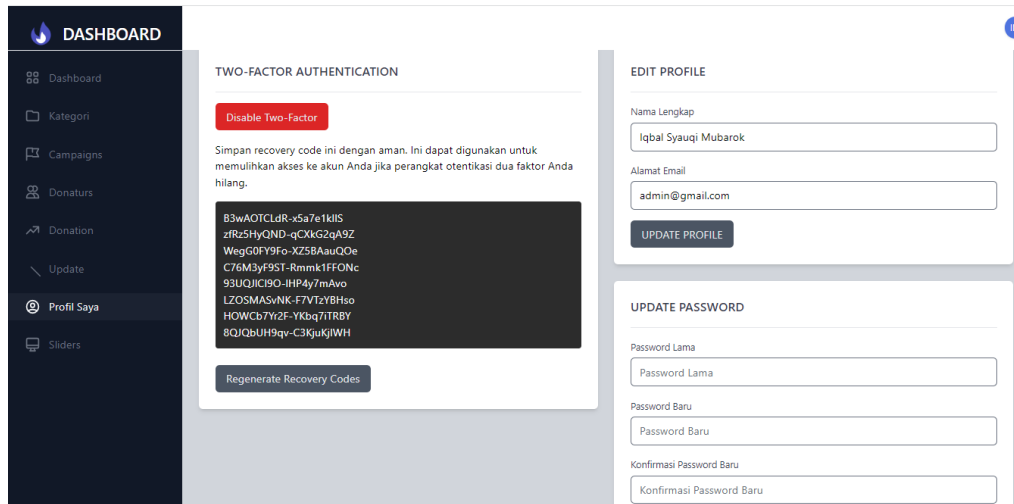 DASHBOARD
Dashboard
Kategori
Campaigns
Donaturs
Donation
Update
Profil Saya
Sliders
TWO-FACTOR AUTHENTICATION
Disable Two-Factor
Simpan recovery code ini dengan aman. Ini dapat digunakan untuk
memulihkan akses ke akun Anda jika perangkat otentikasi dua faktor Anda
hilang.
B3wAOTCLdR-x5a7e1kIlS
zfRz5HyQND-qCXkG2qA9Z
WegG0FY9Fo-XZ5BAauQOe
C76M3yF9ST-Rmmk1FFONc
93UQJICI9O-IHP4y7mAvo
LZOSMASvNK-F7VTzYBHso
HOWCb7Yr2F-YKbq7iTRBY
8QJQbUH9qv-C3KjuKjIWH
Regenerate Recovery Codes
EDIT PROFILE
Nama Lengkap
Iqbal Syauqi Mubarok
Alamat Email
admin@gmail.com
UPDATE PROFILE
UPDATE PASSWORD
Password Lama
Password Lama
Password Baru
Password Baru
Konfirmasi Password Baru
Konfirmasi Password Baru